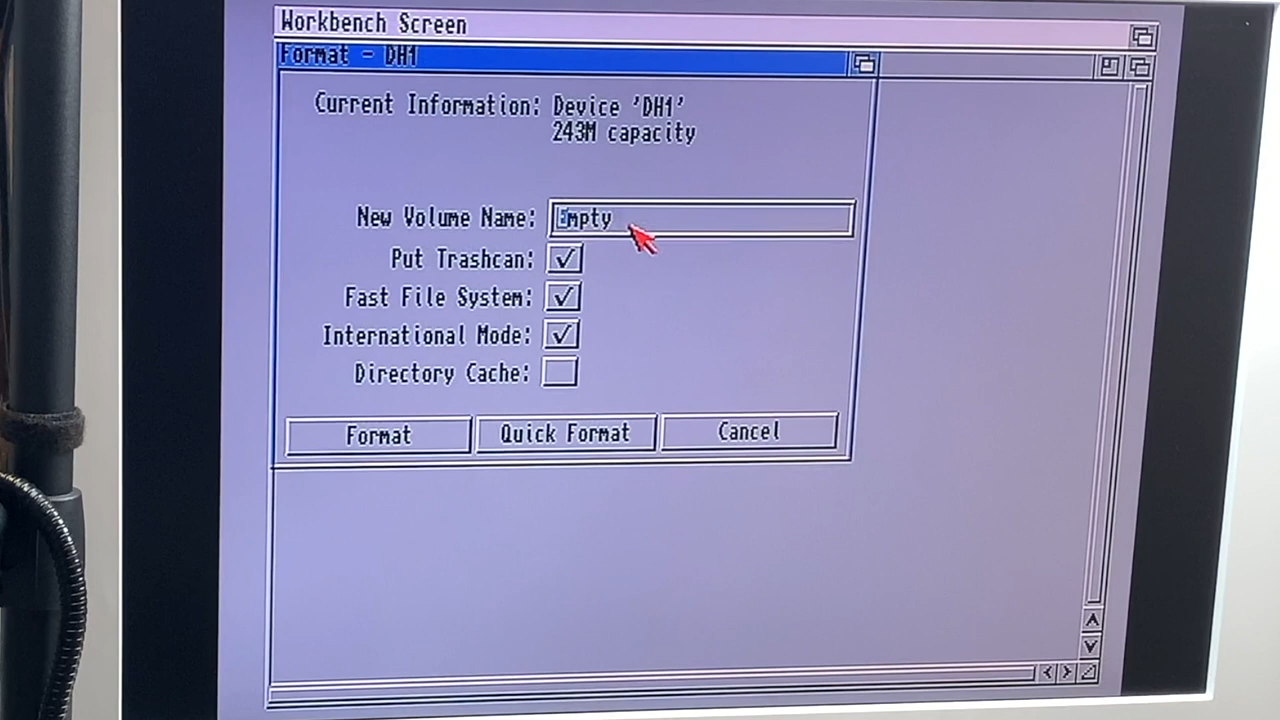 Workbench Screen
Format - DH1
Current Information: Device 'DH1'
243M capacity
New Volume Name: Empty
Put Trashcan:
Fast File System:
International Mode:
Directory Cache:
Format Quick Format Cancel